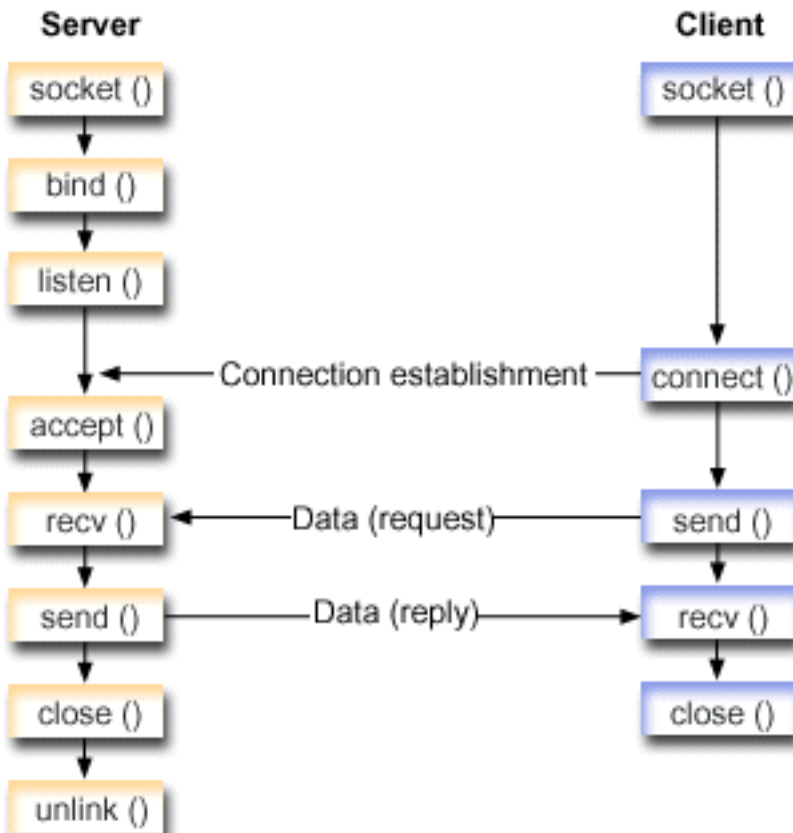 Server
Client
socket ()
socket ()
bind ()
listen ()
Connection establishment
connect ()
accept ()
recv ()
Data (request)
send ()
send ()
Data (reply)
recv ()
close ()
close ()
unlink ()